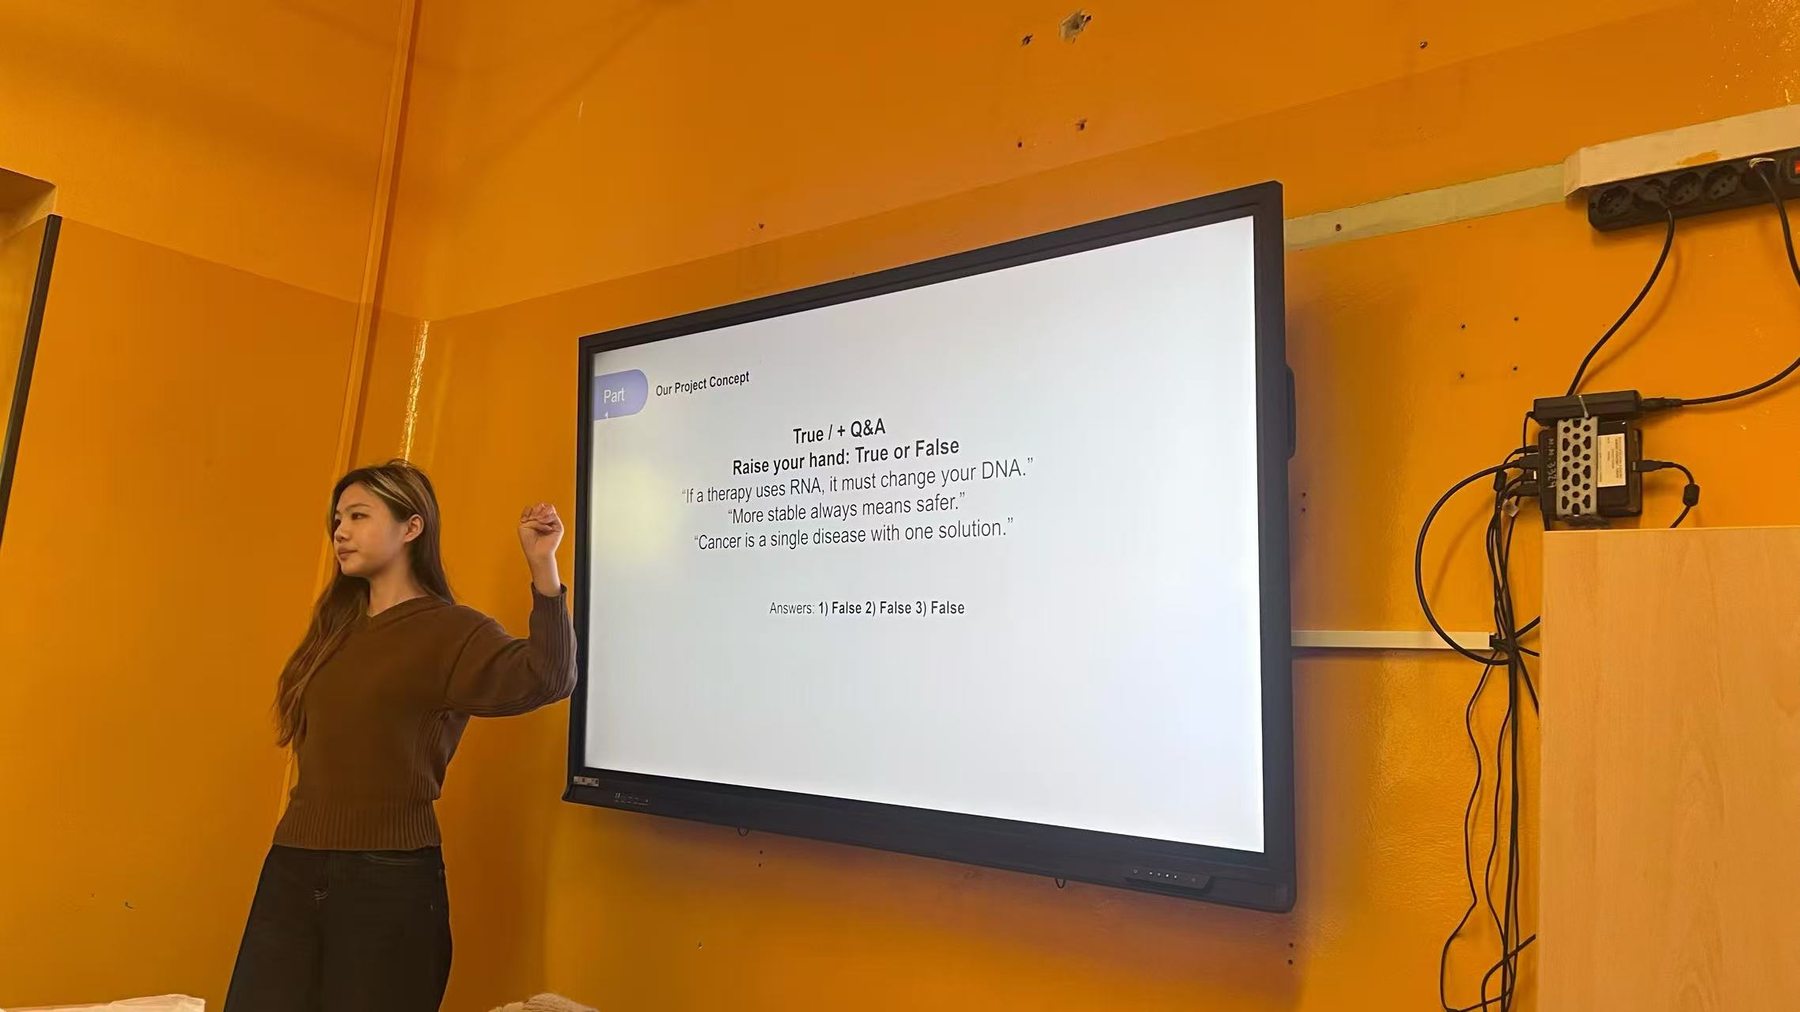 Part
1
Our Project Concept
True / + Q&A
Raise your hand: True or False
“If a therapy uses RNA, it must change your DNA.”
“More stable always means safer.”
“Cancer is a single disease with one solution.”
Answers: 1) False 2) False 3) False